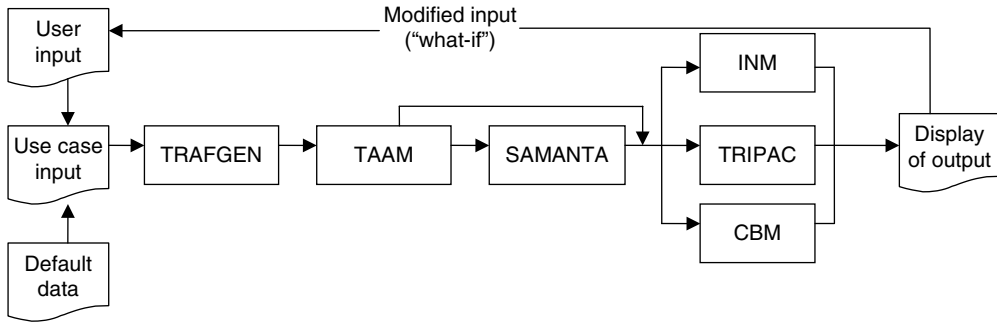 Modified input
(“what-if”)
User
input
INM
Use case
input
TRAFGEN
TAAM
SAMANTA
TRIPAC
Display
of output
CBM
Default
data